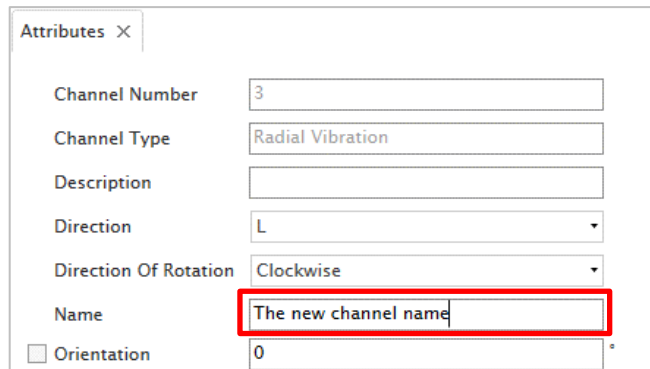 Attributes ×
Channel Number 3
Channel Type Radial Vibration
Description
Direction L
Direction Of Rotation Clockwise
Name The new channel name
Orientation 0 °